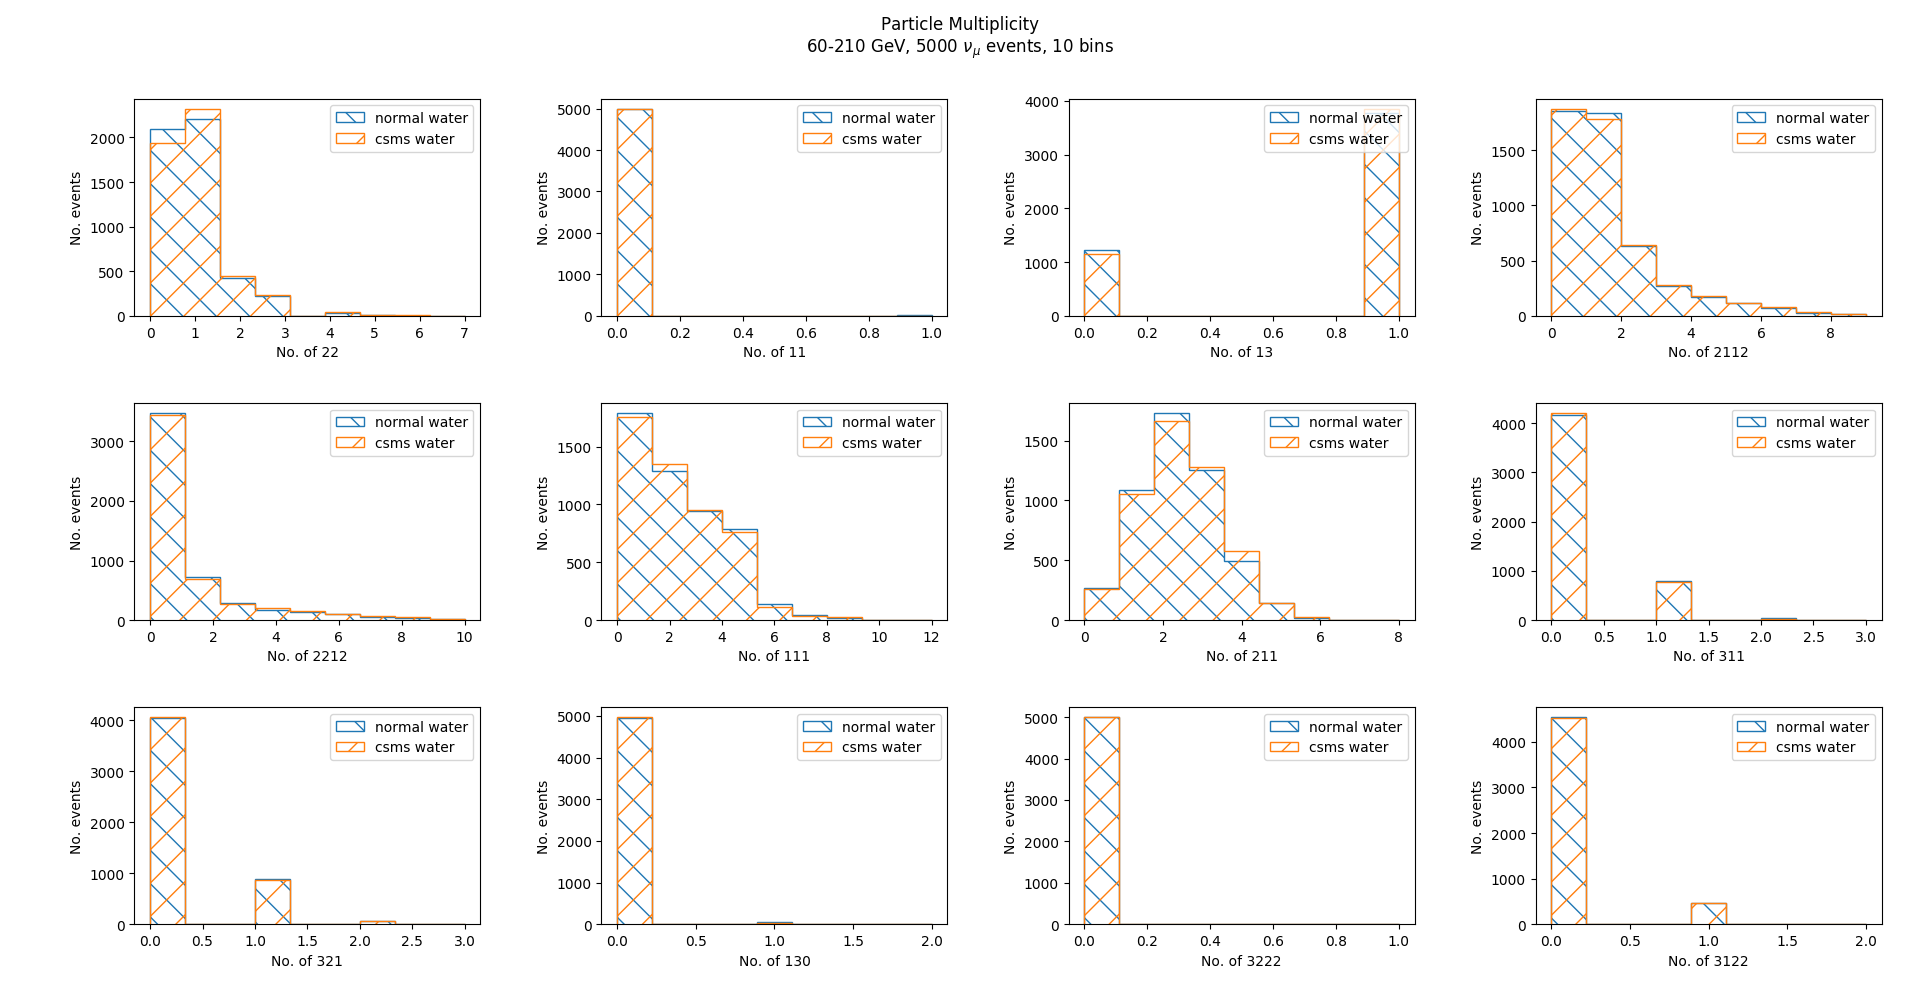 Particle Multiplicity
60-210 GeV, 5000 νμ events, 10 bins
No. events
2000
1500
1000
500
0
normal water
csms water
0 1 2 3 4 5 6 7
No. of 22
No. events
5000
4000
3000
2000
1000
0
normal water
csms water
0.0 0.2 0.4 0.6 0.8 1.0
No. of 11
No. events
4000
3000
2000
1000
0
normal water
csms water
0.0 0.2 0.4 0.6 0.8 1.0
No. of 13
No. events
1500
1000
500
0
normal water
csms water
0 2 4 6 8
No. of 2112
No. events
3000
2000
1000
0
normal water
csms water
0 2 4 6 8 10
No. of 2212
No. events
1500
1000
500
0
normal water
csms water
0 2 4 6 8 10 12
No. of 111
No. events
1500
1000
500
0
normal water
csms water
0 2 4 6 8
No. of 211
No. events
4000
3000
2000
1000
0
normal water
csms water
0.0 0.5 1.0 1.5 2.0 2.5 3.0
No. of 311
No. events
4000
3000
2000
1000
0
normal water
csms water
0.0 0.5 1.0 1.5 2.0 2.5 3.0
No. of 321
No. events
5000
4000
3000
2000
1000
0
normal water
csms water
0.0 0.5 1.0 1.5 2.0
No. of 130
No. events
5000
4000
3000
2000
1000
0
normal water
csms water
0.0 0.2 0.4 0.6 0.8 1.0
No. of 3222
No. events
4000
3000
2000
1000
0
normal water
csms water
0.0 0.5 1.0 1.5 2.0
No. of 3122